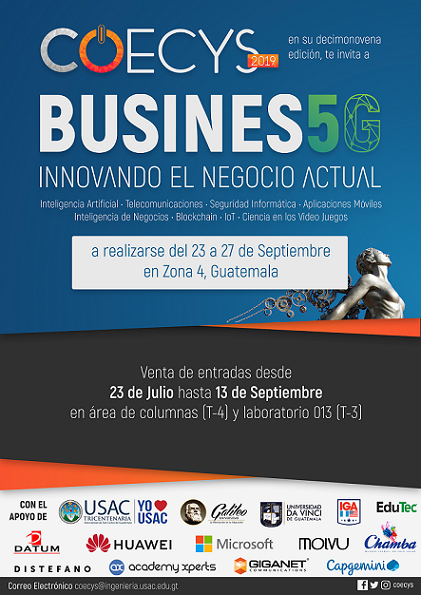 COECYS 2019
en su decimonovena
edición, te invita a
BUSINES5G
INNOVANDO EL NEGOCIO ACTUAL
Inteligencia Artificial · Telecomunicaciones · Seguridad Informática · Aplicaciones Móviles
Inteligencia de Negocios · Blockchain · IoT · Ciencia en los Video Juegos
a realizarse del 23 a 27 de Septiembre
en Zona 4, Guatemala
Venta de entradas desde
23 de Julio hasta 13 de Septiembre
en área de columnas (T-4) y laboratorio 013 (T-3)
CON EL
APOYO DE
USAC
TRICENTENARIA
YO
USAC
Galileo
UNIVERSIDAD
DA VINCI
DE GUATEMALA
IGA
EduTec
DATUM
HUAWEI
Microsoft
MOIVU
Chamba
DISTEFANO
academy xperts
GIGANET
COMMUNICATIONS
Capgemini
Correo Electrónico coecys@ingenieria.usac.edu.gt
coecys